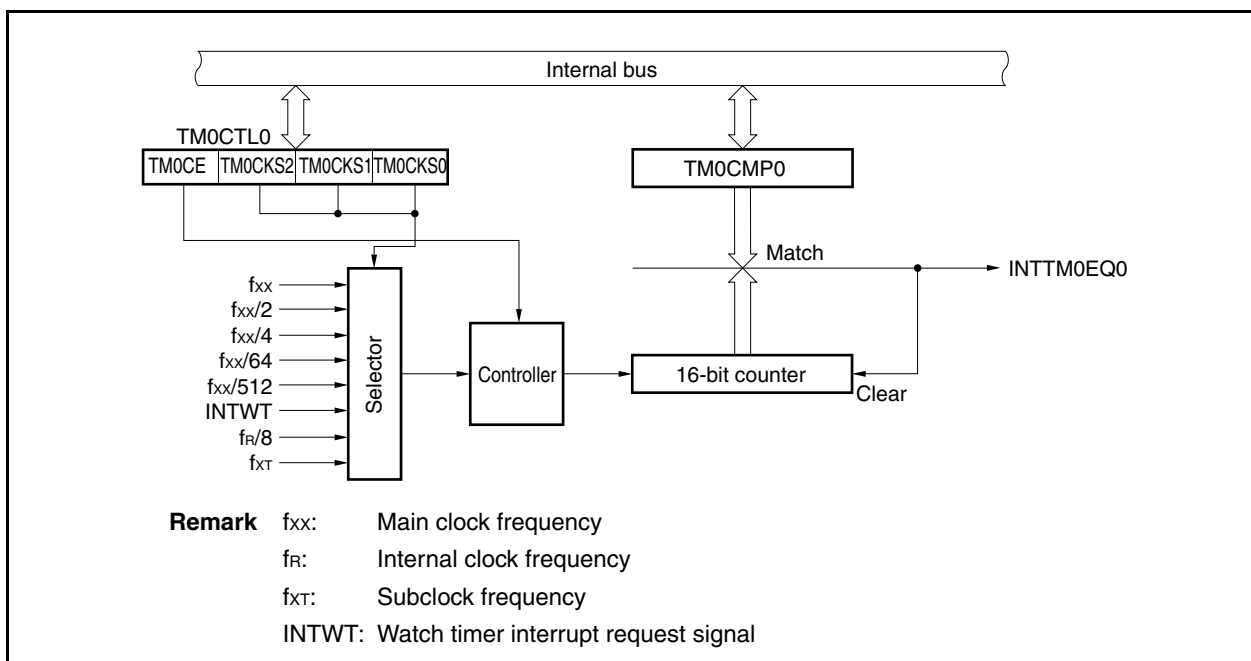 Internal bus
TM0CTL0
TM0CE TM0CKS2 TM0CKS1 TM0CKS0
TM0CMP0
Match
INTTM0EQ0
fXX
fXX/2
fXX/4
fXX/64
fXX/512
INTWT
fR/8
fXT
Selector
Controller
16-bit counter
Clear
Remark fXX: Main clock frequency
fR: Internal clock frequency
fXT: Subclock frequency
INTWT: Watch timer interrupt request signal